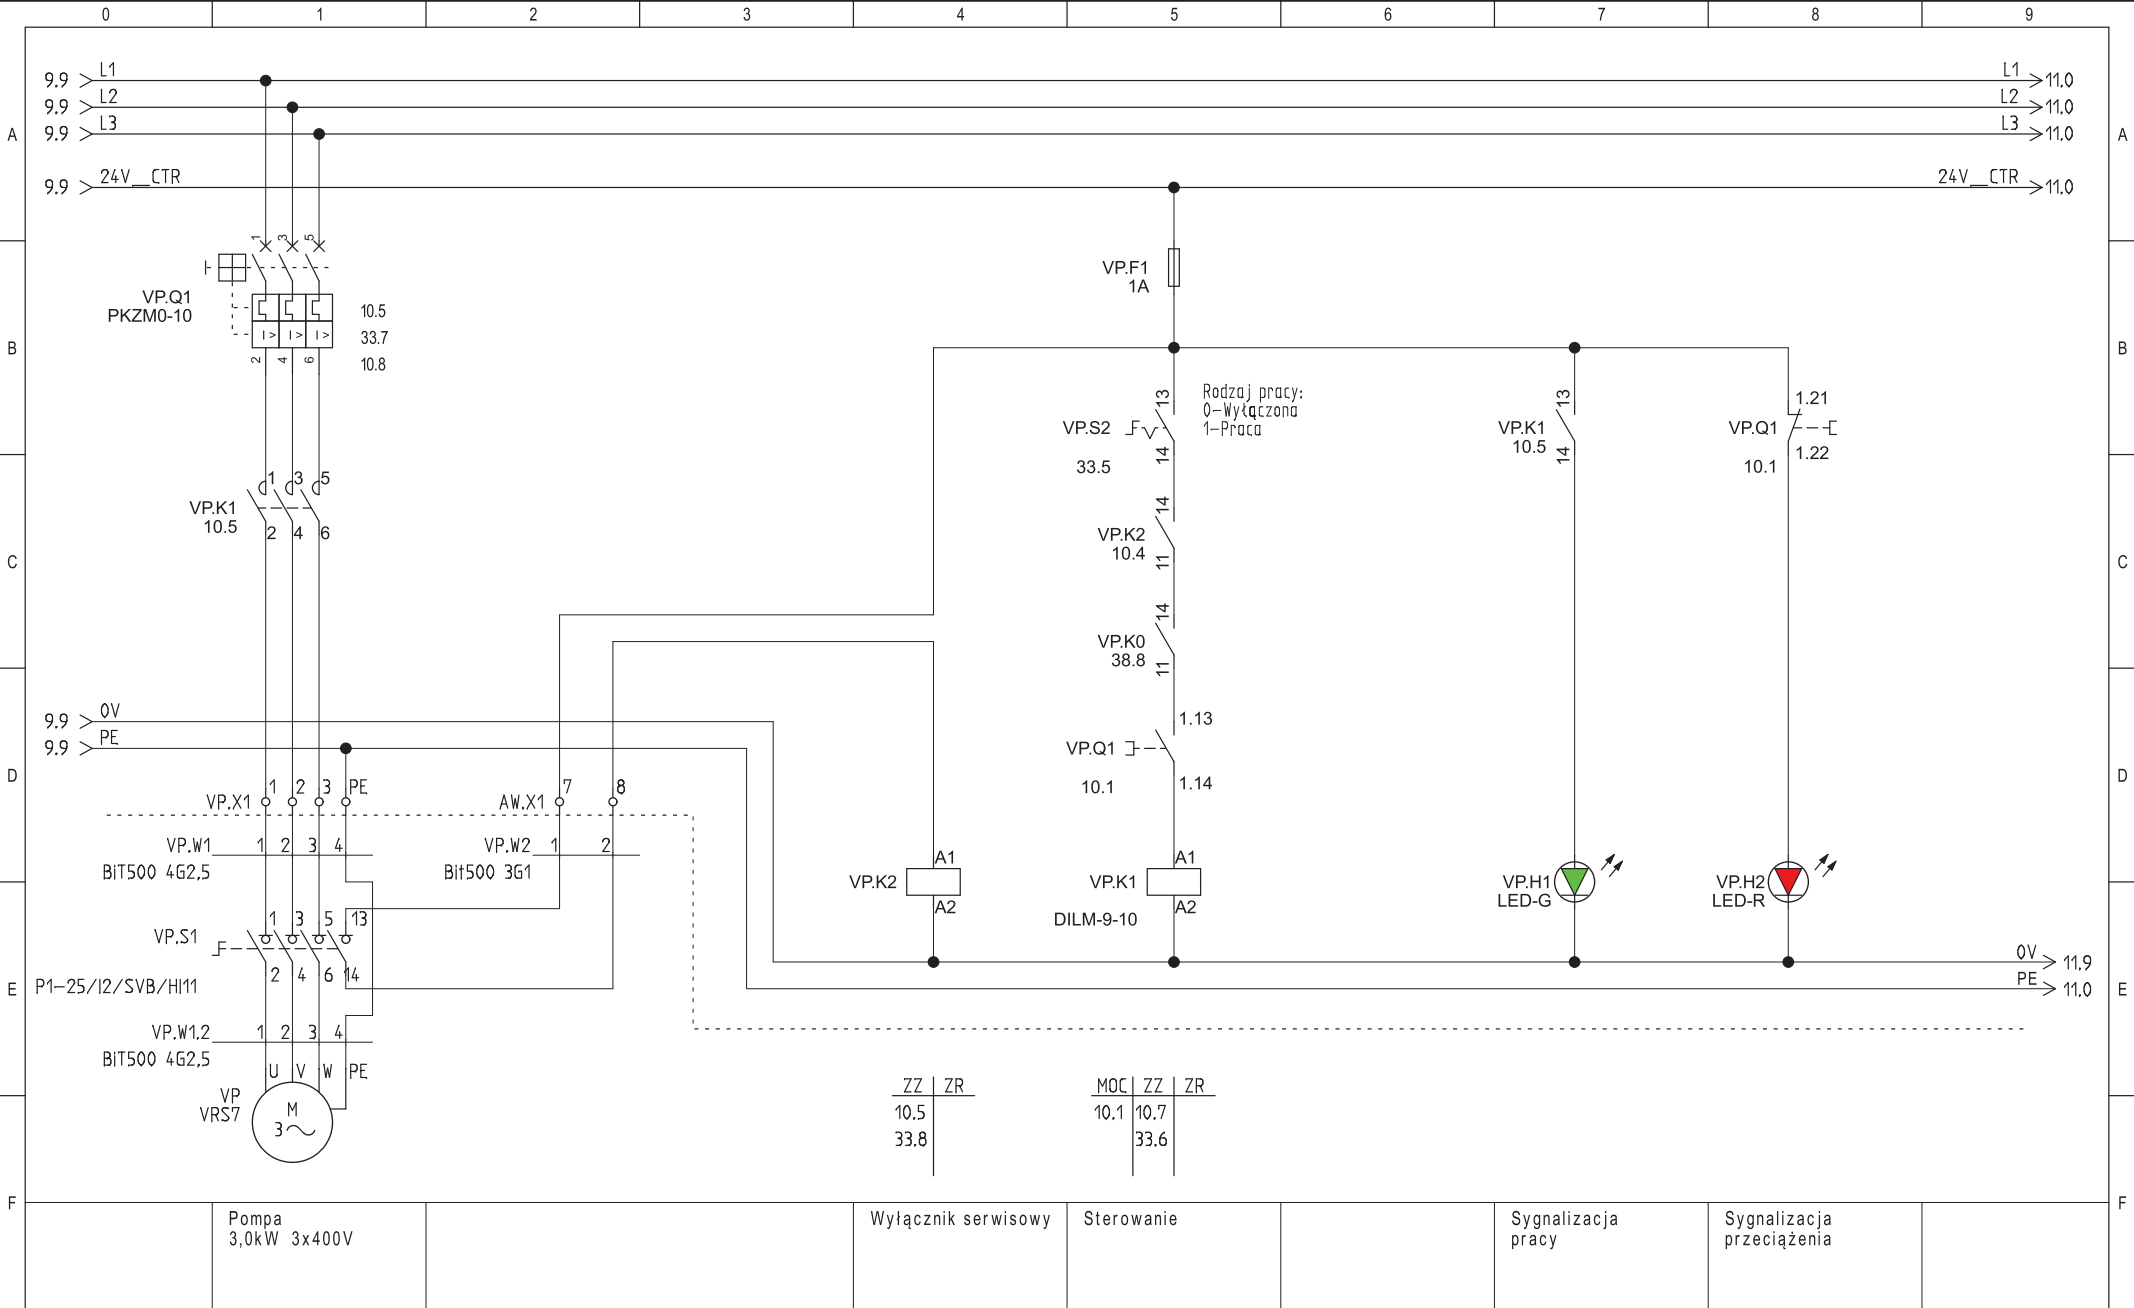 0 1 2 3 4 5 6 7 8 9
9.9 L1 L1 11.0
9.9 L2 L2 11.0
A 9.9 L3 L3 11.0 A
9.9 24V__CTR 24V__CTR 11.0
1 3 5
VP.Q1
PKZM0-10
I> I> I>
2 4 6
10.5
33.7
10.8
VP.F1
1A
B B
VP.S2
33.5
13
14
Rodzaj pracy:
0-Wyłączona
1-Praca
VP.K1
10.5
13
14
VP.Q1
10.1
1.21
1.22
VP.K1
10.5
1 3 5
2 4 6
VP.K2
10.4
14
11
C C
VP.K0
38.8
14
11
9.9 0V
9.9 PE
VP.Q1
10.1
1.13
1.14
D D
VP.X1 1 2 3 PE
AW.X1 7 8
VP.W1 1 2 3 4
BiT500 4G2,5
VP.W2 1 2
Bit500 3G1
VP.K2
A1
A2
VP.K1
DILM-9-10
A1
A2
VP.H1
LED-G
VP.H2
LED-R
VP.S1
1 3 5 13
2 4 6 14
P1-25/I2/SVB/HI11
0V 11.9
E PE 11.0 E
VP.W1.2 1 2 3 4
BiT500 4G2,5
U V W PE
VP
VRS7
M
3
ZZ ZR
10.5
33.8
MOC ZZ ZR
10.1 10.7
33.6
F F
Pompa
3,0kW 3x400V
Wyłącznik serwisowy
Sterowanie
Sygnalizacja
pracy
Sygnalizacja
przeciążenia